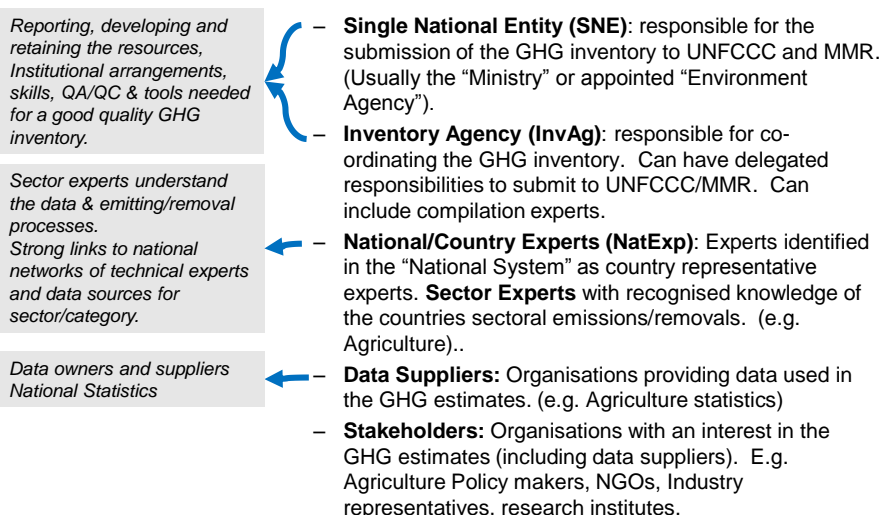 Reporting, developing and
retaining the resources,
Institutional arrangements,
skills, QA/QC & tools needed
for a good quality GHG
inventory.
Sector experts understand
the data & emitting/removal
processes.
Strong links to national
networks of technical experts
and data sources for
sector/category.
Data owners and suppliers
National Statistics
– Single National Entity (SNE): responsible for the
submission of the GHG inventory to UNFCCC and MMR.
(Usually the “Ministry” or appointed “Environment
Agency”).
– Inventory Agency (InvAg): responsible for co-
ordinating the GHG inventory. Can have delegated
responsibilities to submit to UNFCCC/MMR. Can
include compilation experts.
– National/Country Experts (NatExp): Experts identified
in the “National System” as country representative
experts. Sector Experts with recognised knowledge of
the countries sectoral emissions/removals. (e.g.
Agriculture)..
– Data Suppliers: Organisations providing data used in
the GHG estimates. (e.g. Agriculture statistics)
– Stakeholders: Organisations with an interest in the
GHG estimates (including data suppliers). E.g.
Agriculture Policy makers, NGOs, Industry
representatives, research institutes.